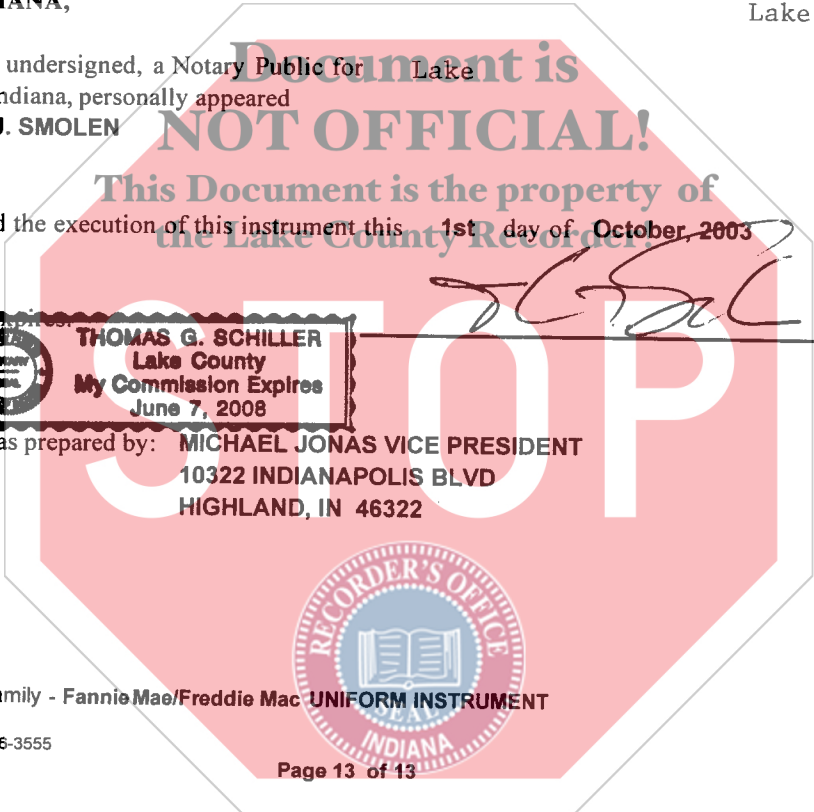 IANA,
Lake
undersigned, a Notary Public for Lake
ndiana, personally appeared
J. SMOLEN
Document is
NOT OFFICIAL!
This Document is the property of
the Lake County Recorder!
d the execution of this instrument this 1st day of October, 2003
STOP
xpires:
THOMAS G. SCHILLER
Lake County
My Commission Expires
June 7, 2008
as prepared by: MICHAEL JONAS VICE PRESIDENT
10322 INDIANAPOLIS BLVD
HIGHLAND, IN 46322
RECORDER'S OFFICE
SEAL
INDIANA
amily - Fannie Mae/Freddie Mac UNIFORM INSTRUMENT
6-3555
Page 13 of 13